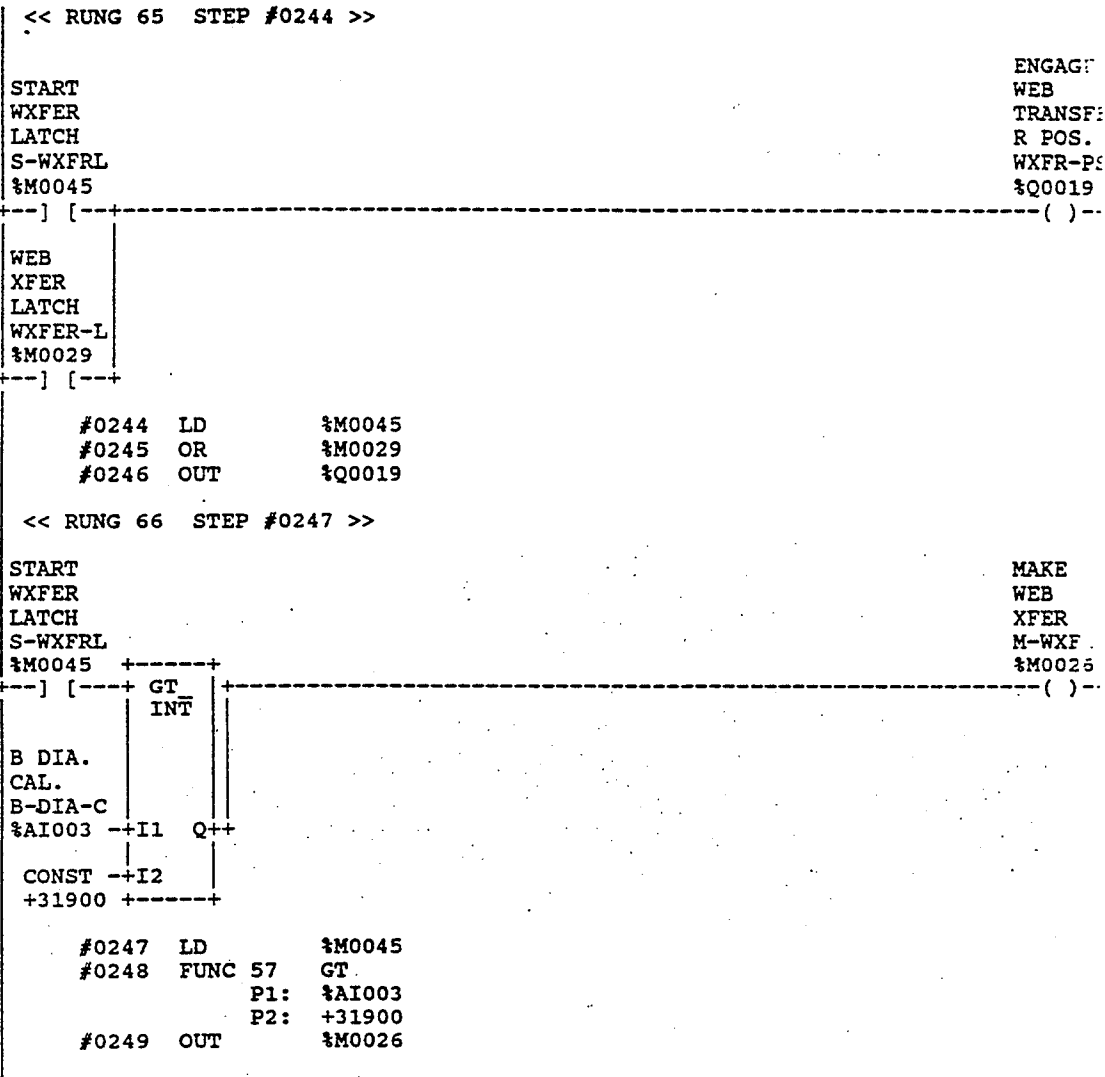 << RUNG 65 STEP #0244 >>
START
WXFER
LATCH
S-WXFRL
%M0045
WEB
TRANSF
R POS.
%Q0019
---] [---+---( )--
WEB
XFER
LATCH
WXFER-L
%M0029
+---] [---+
#0244 LD %M0045
#0245 OR %M0029
#0246 OUT %Q0019
<< RUNG 66 STEP #0247 >>
START
WXFER
LATCH
S-WXFRL
%M0045
MAKE
WEB
XFER
M-WXF
GT_
INT
B DIA.
CAL.
B-DIA-C
%AI003 -+I1 Q++
CONST -+I2
+31900 +------+
#0247 LD %M0045
#0248 FUNC 57 GT
P1: %AI003
P2: +31900
#0249 OUT %M0026